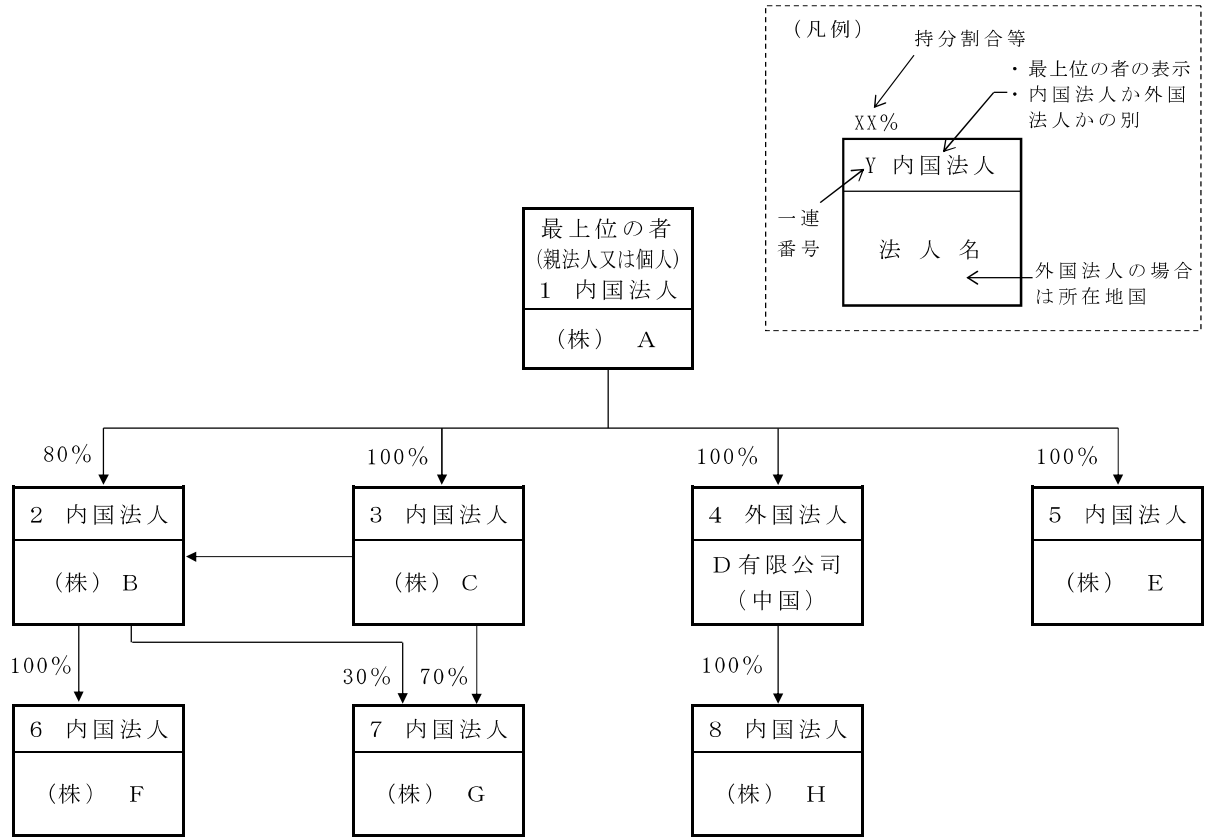 （凡例）
持分割合等
・最上位の者の表示
・内国法人か外国
法人かの別
XX%
Y 内国法人
一連
番号
法 人 名
外国法人の場合
は所在地国
最上位の者
(親法人又は個人)
1 内国法人
（株） A
80%
100%
100%
100%
2 内国法人
（株） B
3 内国法人
（株） C
4 外国法人
D有限公司
（中国）
5 内国法人
（株） E
100%
30%
70%
100%
6 内国法人
（株） F
7 内国法人
（株） G
8 内国法人
（株） H